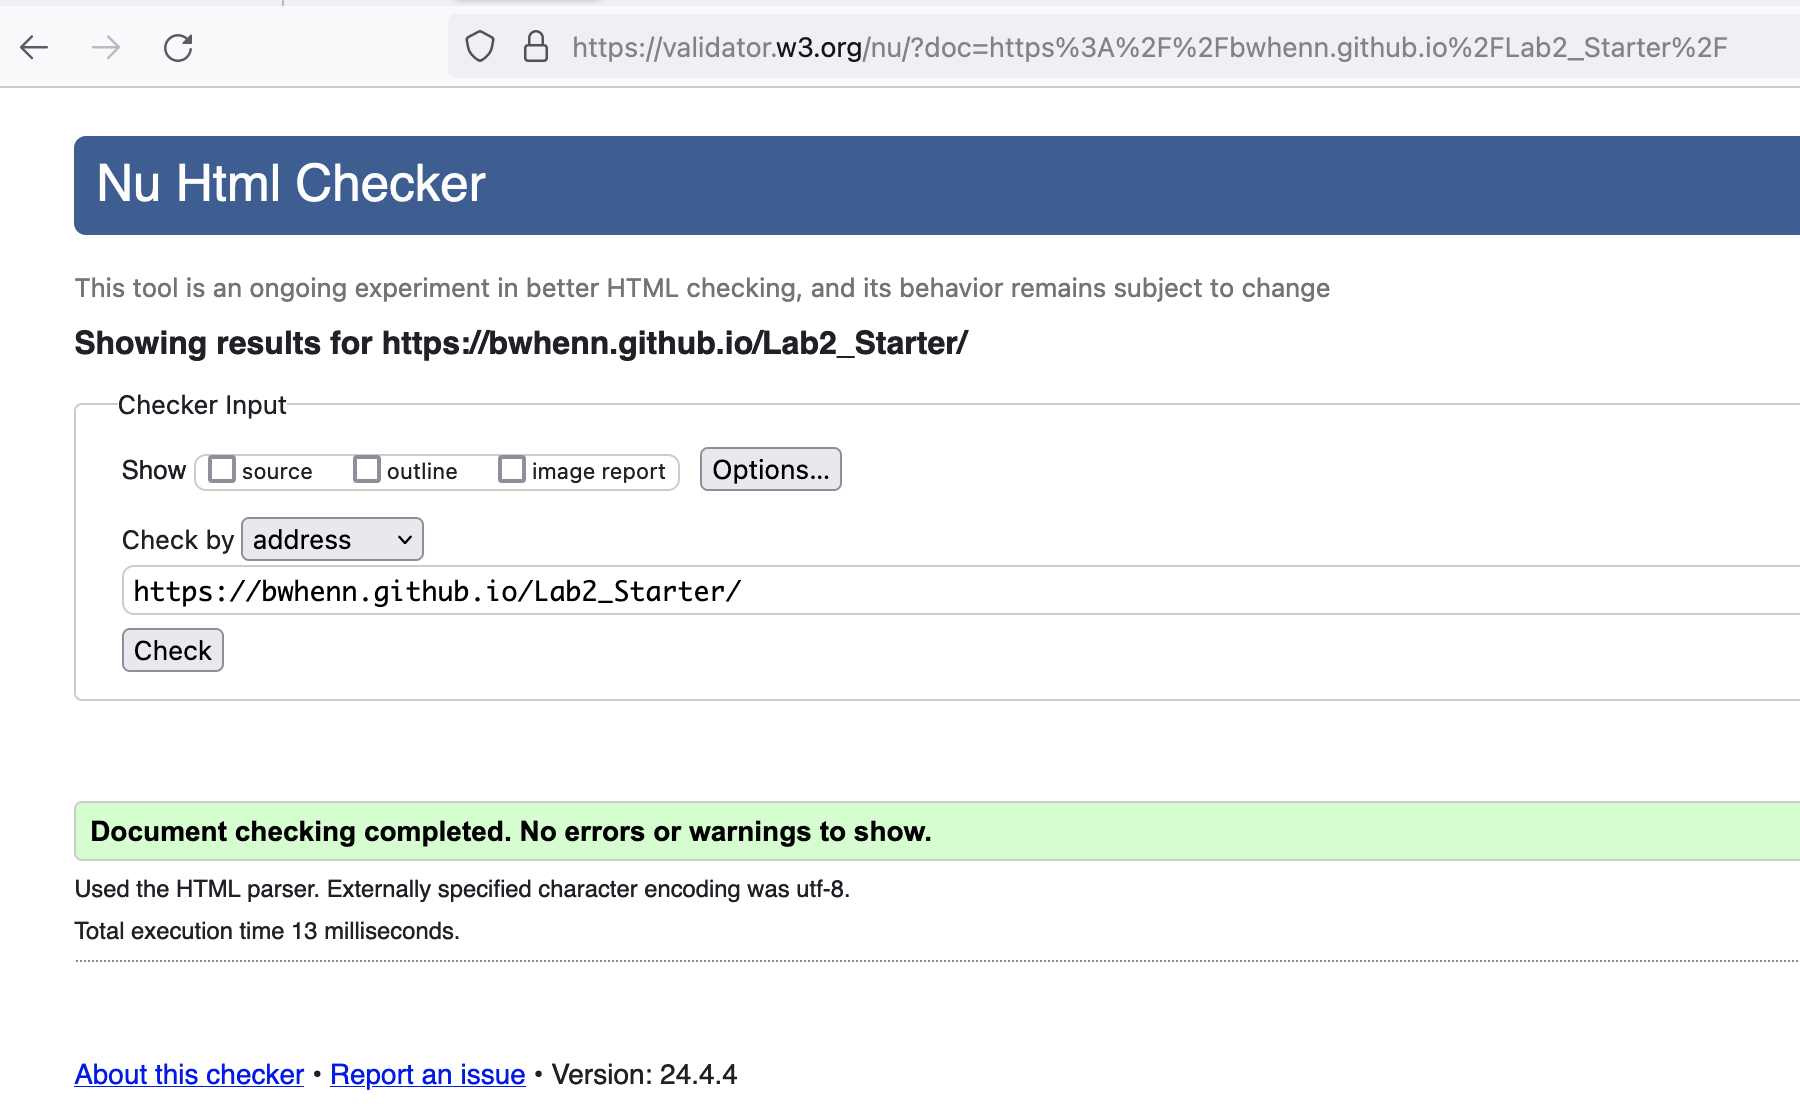 https://validator.w3.org/nu/?doc=https%3A%2F%2Fbwhenn.github.io%2FLab2_Starter%2F
Nu Html Checker
This tool is an ongoing experiment in better HTML checking, and its behavior remains subject to change
Showing results for https://bwhenn.github.io/Lab2_Starter/
Checker Input
Show source outline image report Options...
Check by address
https://bwhenn.github.io/Lab2_Starter/
Check
Document checking completed. No errors or warnings to show.
Used the HTML parser. Externally specified character encoding was utf-8.
Total execution time 13 milliseconds.
About this checker • Report an issue • Version: 24.4.4